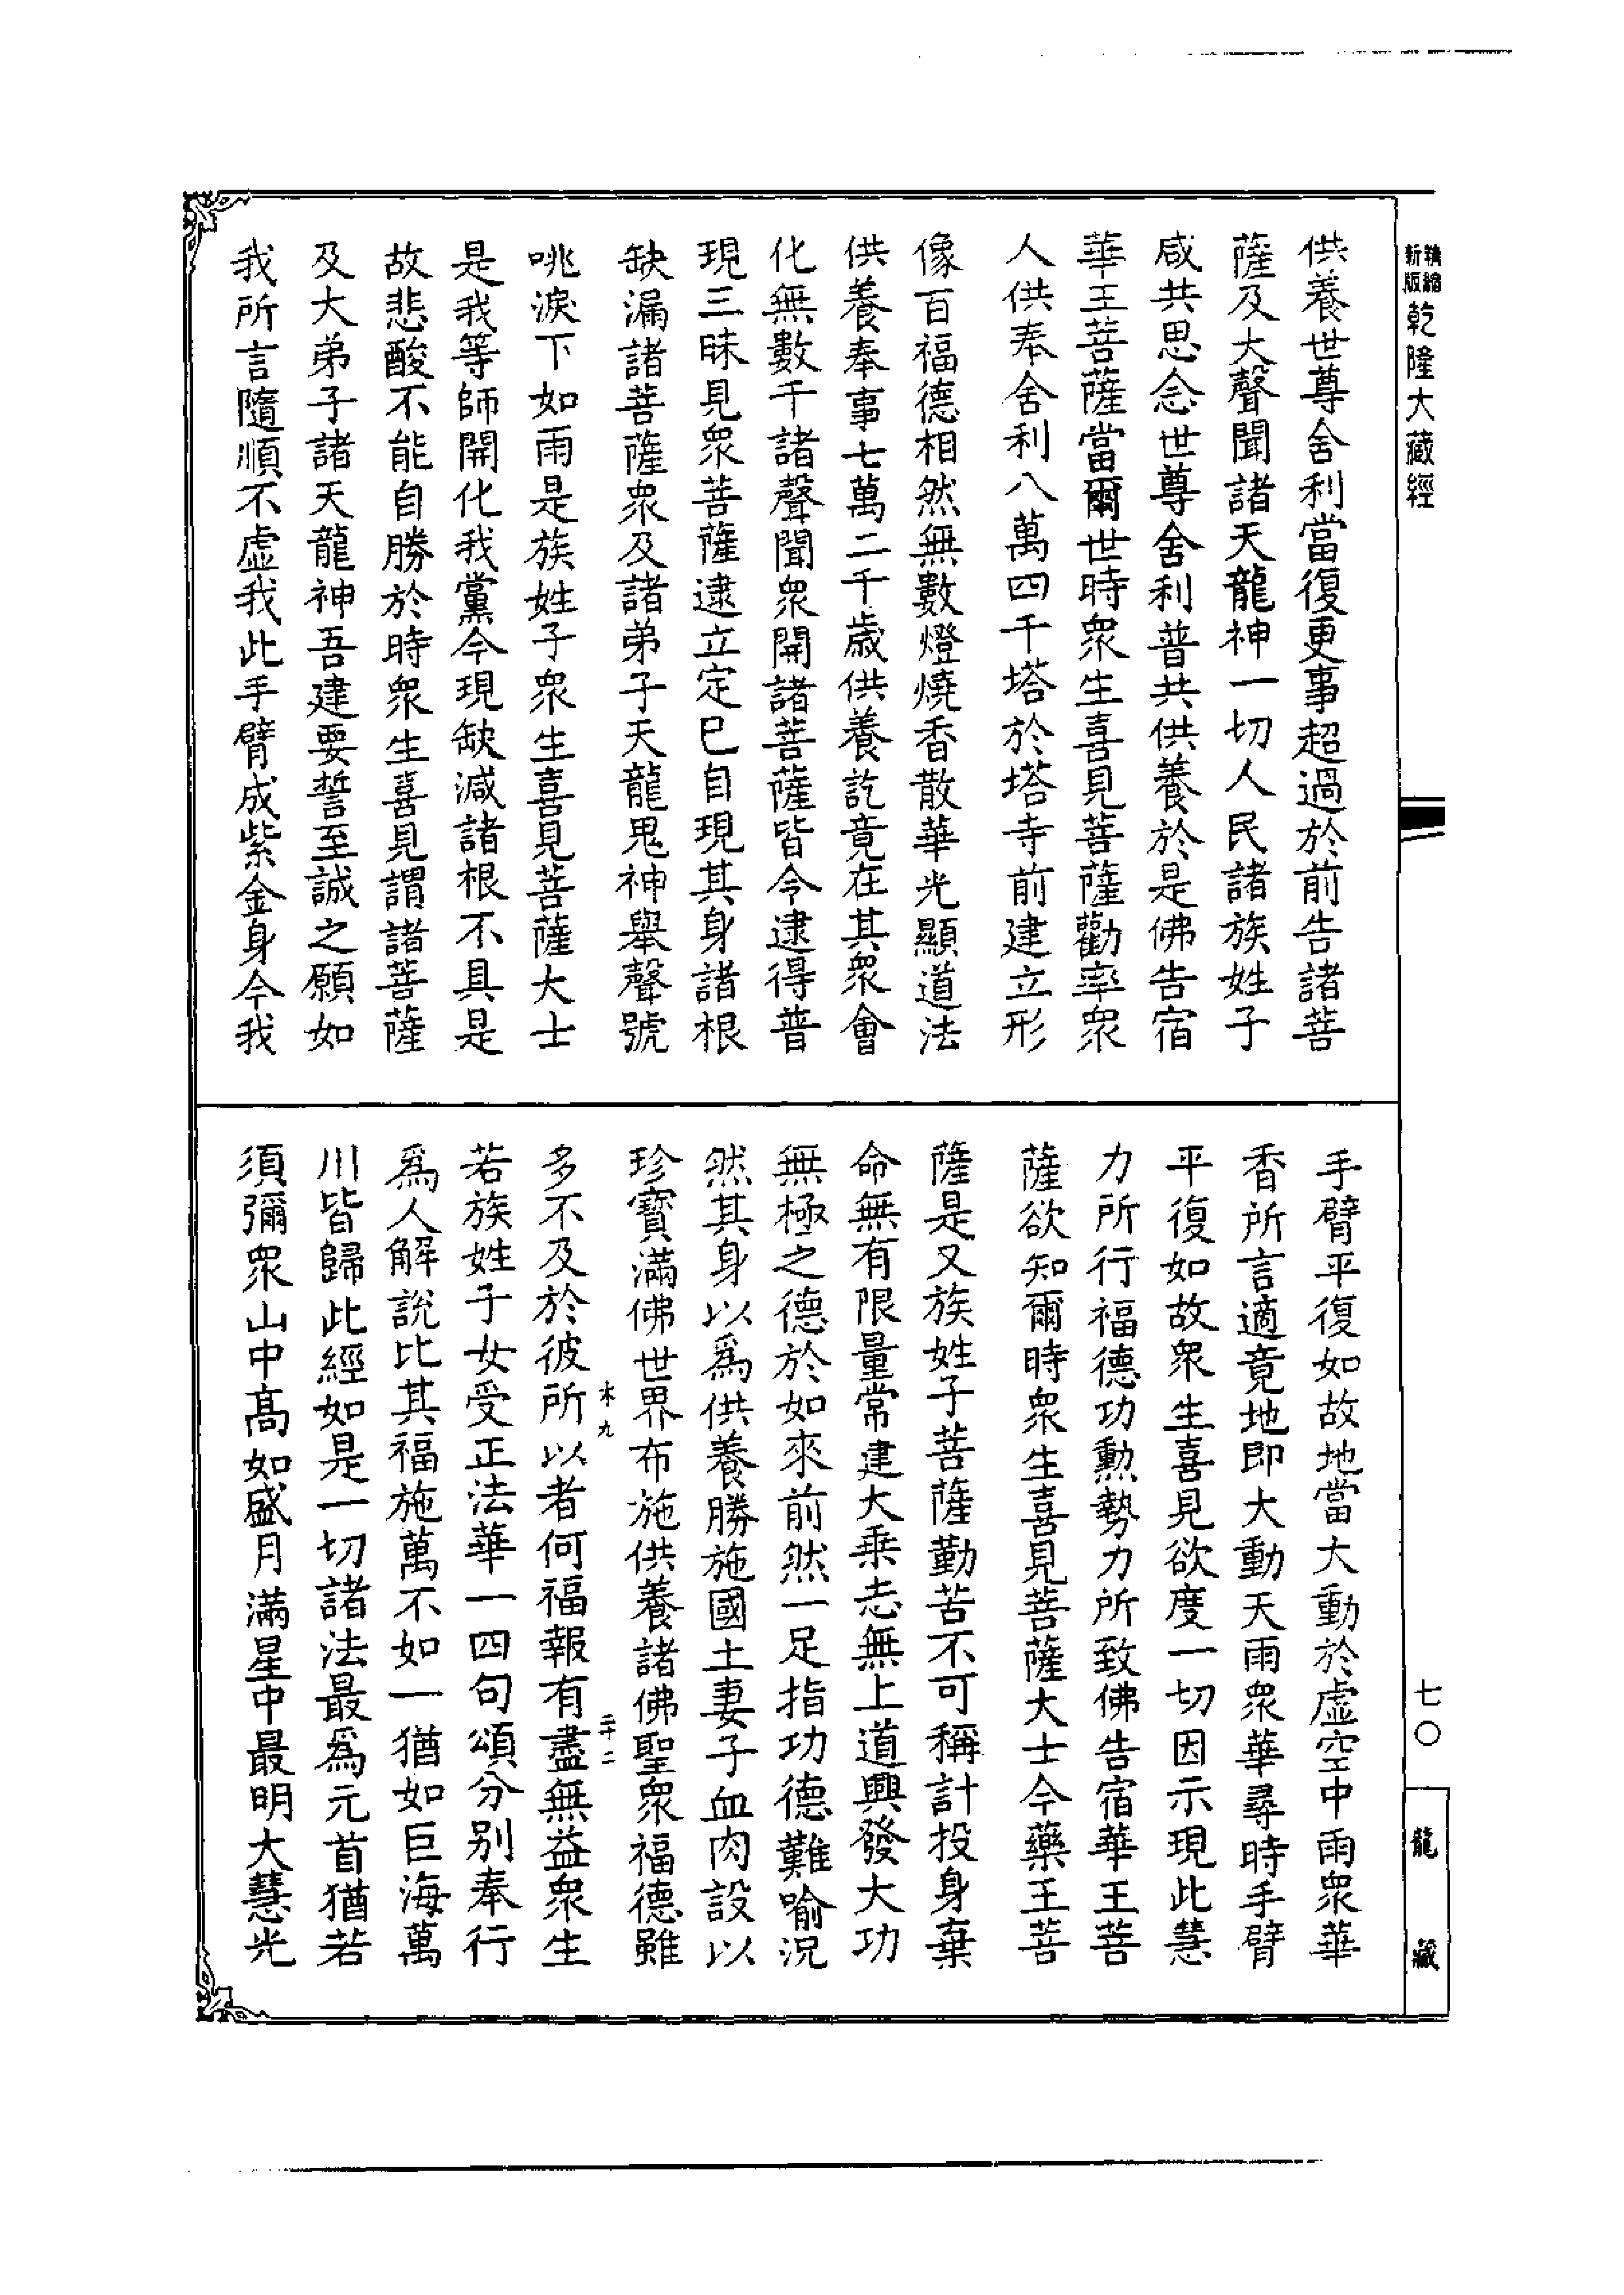 精縮
新版
乾隆大藏經
供養世尊舍利當復更事超過於前告諸菩
薩及大聲聞諸天龍神一切人民諸族姓子
咸共思念世尊舍利普共供養於是佛告宿
華王菩薩當爾世時衆生喜見菩薩勸率衆
人供奉舍利八萬四千塔於塔寺前建立形
像百福德相然無數燈燒香散華光顯道法
供養奉事七萬二千歲供養訖竟在其衆會
化無數千諸聲聞衆開諸菩薩皆令逮得普
現三昧見衆菩薩逮立定已自現其身諸根
缺漏諸菩薩衆及諸弟子天龍鬼神舉聲號
咷淚下如雨是族姓子衆生喜見菩薩大士
是我等師開化我黨今現缺減諸根不具是
故悲酸不能自勝於時衆生喜見謂諸菩薩
及大弟子諸天龍神吾建要誓至誠之願如
我所言隨順不虛我此手臂成紫金身今我
手臂平復如故地當大動於虛空中雨衆華
香所言適竟地即大動天雨衆華尋時手臂
平復如故衆生喜見欲度一切因示現此慧
力所行福德功勲勢力所致佛告宿華王菩
薩欲知爾時衆生喜見菩薩大士今藥王菩
薩是又族姓子菩薩勤苦不可稱計投身棄
命無有限量常建大乘志無上道興發大功
無極之德於如來前然一足指功德難喻況
然其身以爲供養勝施國土妻子血肉設以
珍寶滿佛世界布施供養諸佛聖衆福德雖
木九
二十二
多不及於彼所以者何福報有盡無益衆生
若族姓子女受正法華一四句頌分别奉行
爲人解說比其福施萬不如一猶如巨海萬
川皆歸此經如是一切諸法最爲元首猶若
須彌衆山中高如盛月滿星中最明大慧光
七〇
龍藏